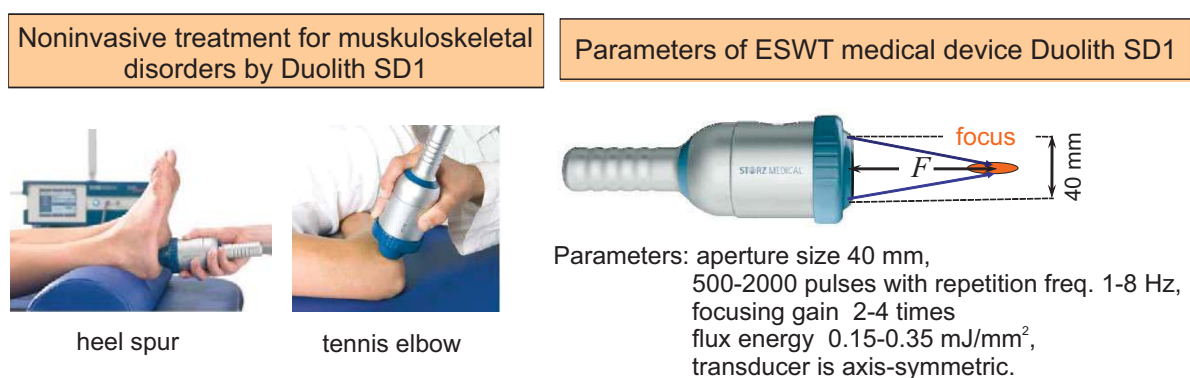 Noninvasive treatment for muskuloskeletal
disorders by Duolith SD1
heel spur
tennis elbow
Parameters of ESWT medical device Duolith SD1
STORZ MEDICAL
focus
F
40 mm
Parameters: aperture size 40 mm,
500-2000 pulses with repetition freq. 1-8 Hz,
focusing gain 2-4 times
flux energy 0.15-0.35 mJ/mm²,
transducer is axis-symmetric.